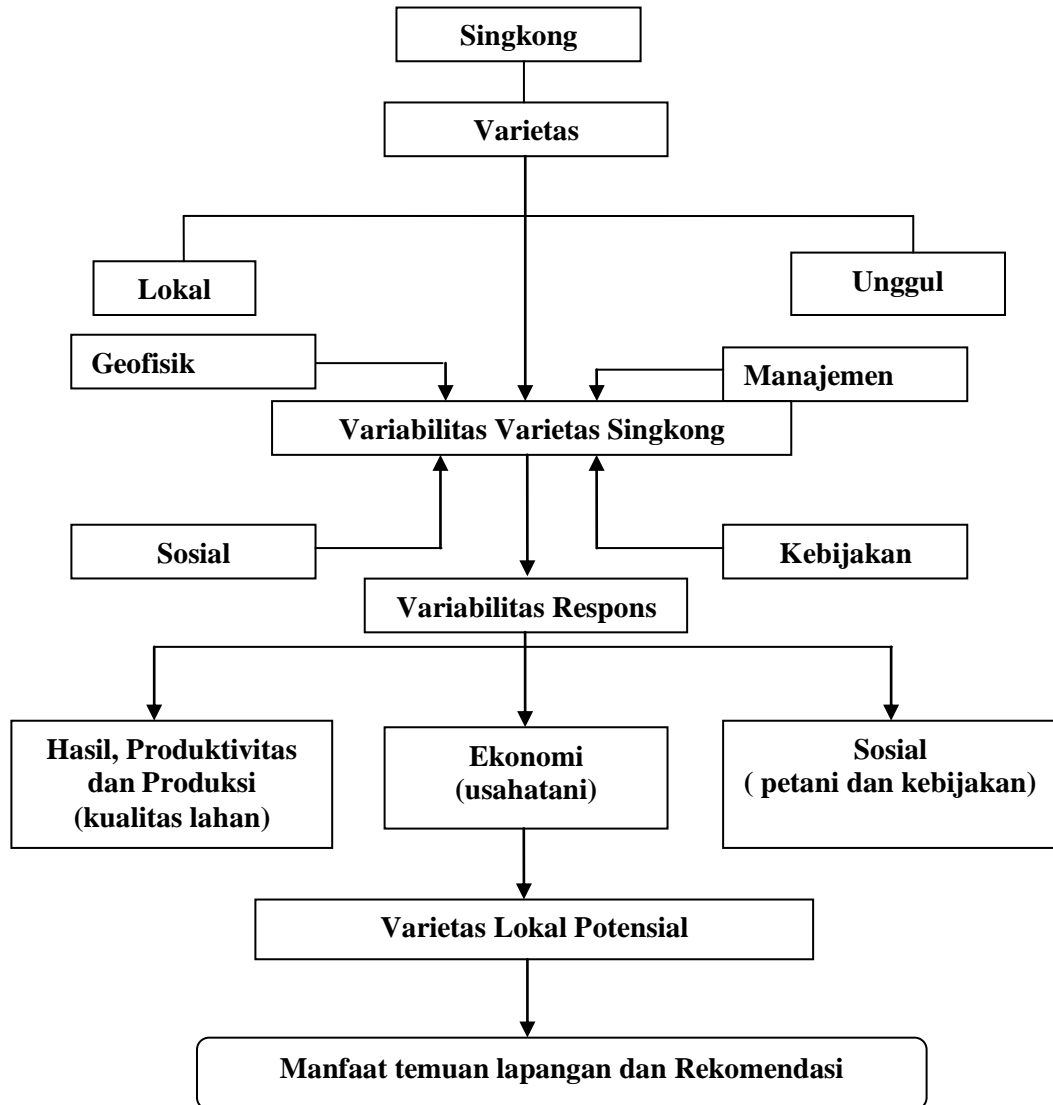 Singkong
Varietas
Lokal
Unggul
Geofisik
Manajemen
Variabilitas Varietas Singkong
Sosial
Kebijakan
Variabilitas Respons
Hasil, Produktivitas
dan Produksi
(kualitas lahan)
Ekonomi
(usahatani)
Sosial
( petani dan kebijakan)
Varietas Lokal Potensial
Manfaat temuan lapangan dan Rekomendasi